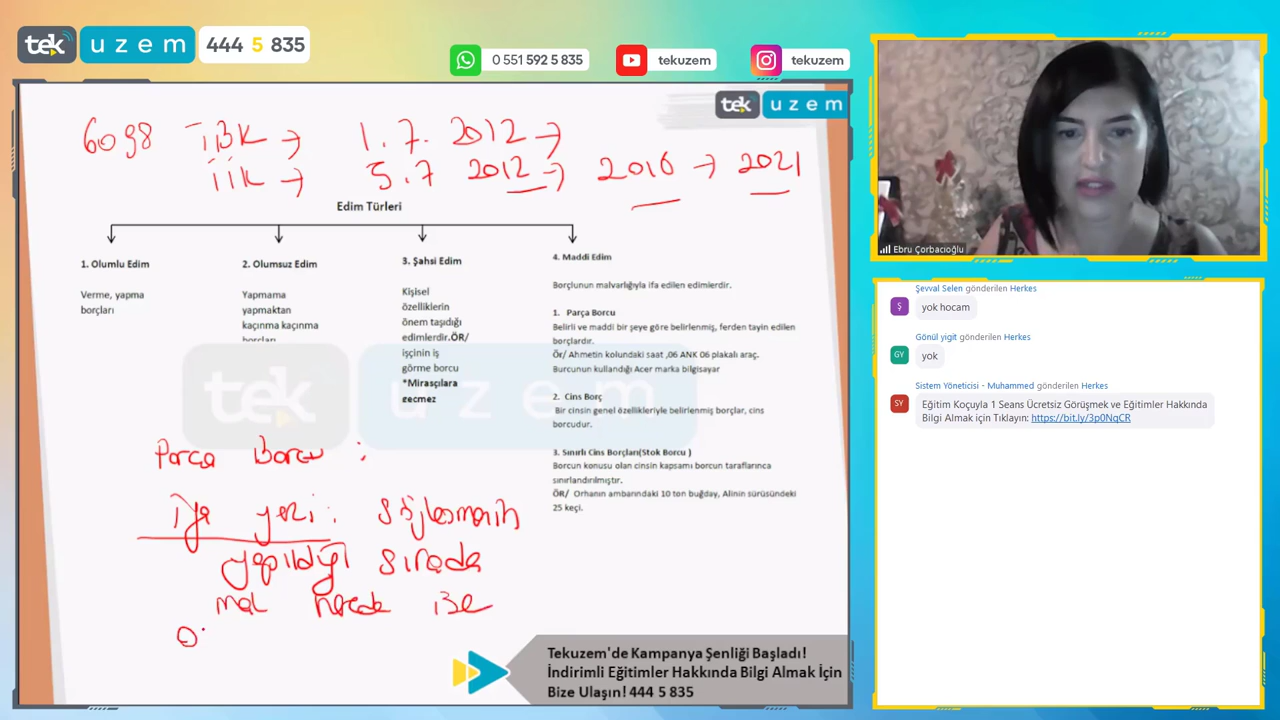 tek uzem 444 5 835
0 551 592 5 835
tekuzem
tekuzem
tek uzem
6098 TBK → 1.7. 2012 →
İİK → 5.7 2012 → 2016 → 2021
Edim Türleri
1. Olumlu Edim
Verme, yapma
borçları
2. Olumsuz Edim
Yapmama
yapmaktan
kaçınma kaçınma
borçları
3. Şahsi Edim
Kişisel
özelliklerin
önem taşıdığı
edimlerdir.ÖR/
işçinin iş
görme borcu
*Mirasçılara
geçmez
4. Maddi Edim
Borçlunun malvarlığıyla ifa edilen edimlerdir.
1. Parça Borcu
Belirli ve maddi bir şeye göre belirlenmiş, ferden tayin edilen
borçlardır.
Ör/ Ahmetin kolundaki saat ,06 ANK 06 plakalı araç.
Burcunun kullandığı Acer marka bilgisayar
2. Cins Borç
Bir cinsin genel özellikleriyle belirlenmiş borçlar, cins
borcudur.
3. Sınırlı Cins Borçları(Stok Borcu )
Borcun konusu olan cinsin kapsamı borcun taraflarınca
sınırlandırılmıştır.
ÖR/ Orhanın ambarındaki 10 ton buğday, Alinin sürüsündeki
25 keçi.
tek uzem
Parça Borcu :
İfa yeri : sözleşmenin
yapıldığı sırada
mal nerede ise
Tekuzem'de Kampanya Şenliği Başladı!
İndirimli Eğitimler Hakkında Bilgi Almak İçin
Bize Ulaşın! 444 5 835
Ebru Çorbacıoğlu
Şevval Selen gönderilen Herkes
Ş
yok hocam
Gönül yigit gönderilen Herkes
GY
yok
Sistem Yöneticisi - Muhammed gönderilen Herkes
SY
Eğitim Koçuyla 1 Seans Ücretsiz Görüşmek ve Eğitimler Hakkında
Bilgi Almak için Tıklayın: https://bit.ly/3p0NqCR